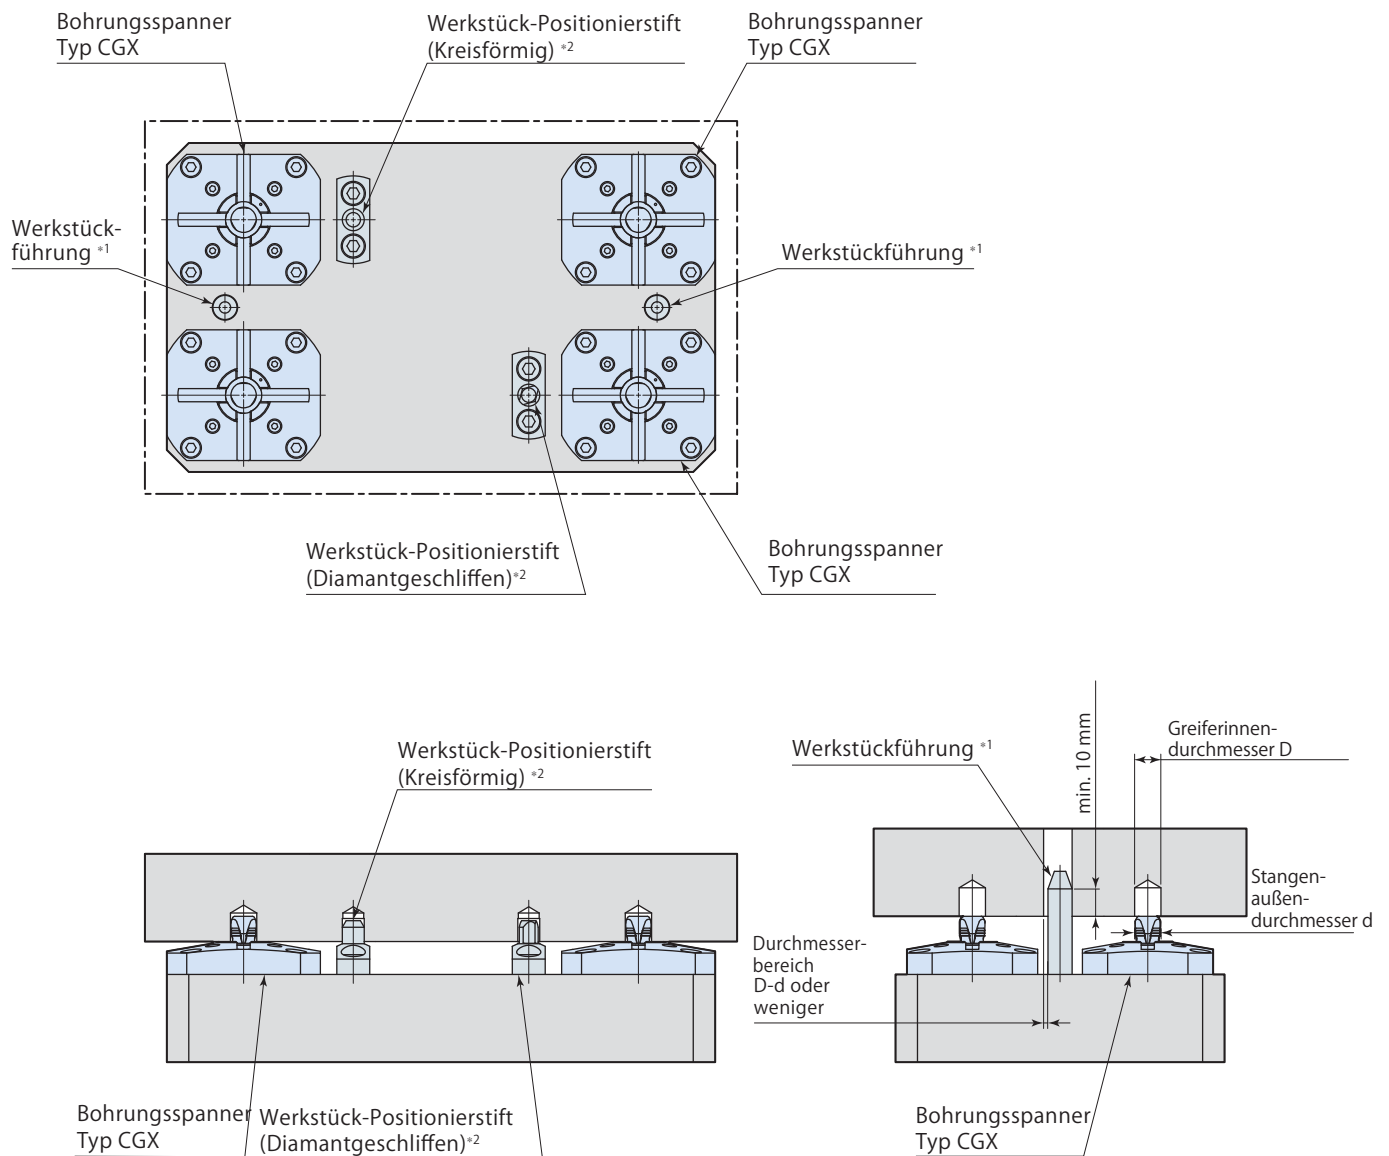 Bohrungsspanner
Typ CGX
Werkstück-Positionierstift
(Kreisförmig) *2
Bohrungsspanner
Typ CGX
Werkstück-
führung *1
Werkstückführung *1
Werkstück-Positionierstift
(Diamantgeschliffen)*2
Bohrungsspanner
Typ CGX
Werkstück-Positionierstift
(Kreisförmig) *2
Werkstückführung *1
min. 10 mm
Greiferinnen-
durchmesser D
Stangen-
außen-
durchmesser d
Durchmesser-
bereich
D-d oder
weniger
Bohrungsspanner
Typ CGX
Werkstück-Positionierstift
(Diamantgeschliffen)*2
Bohrungsspanner
Typ CGX